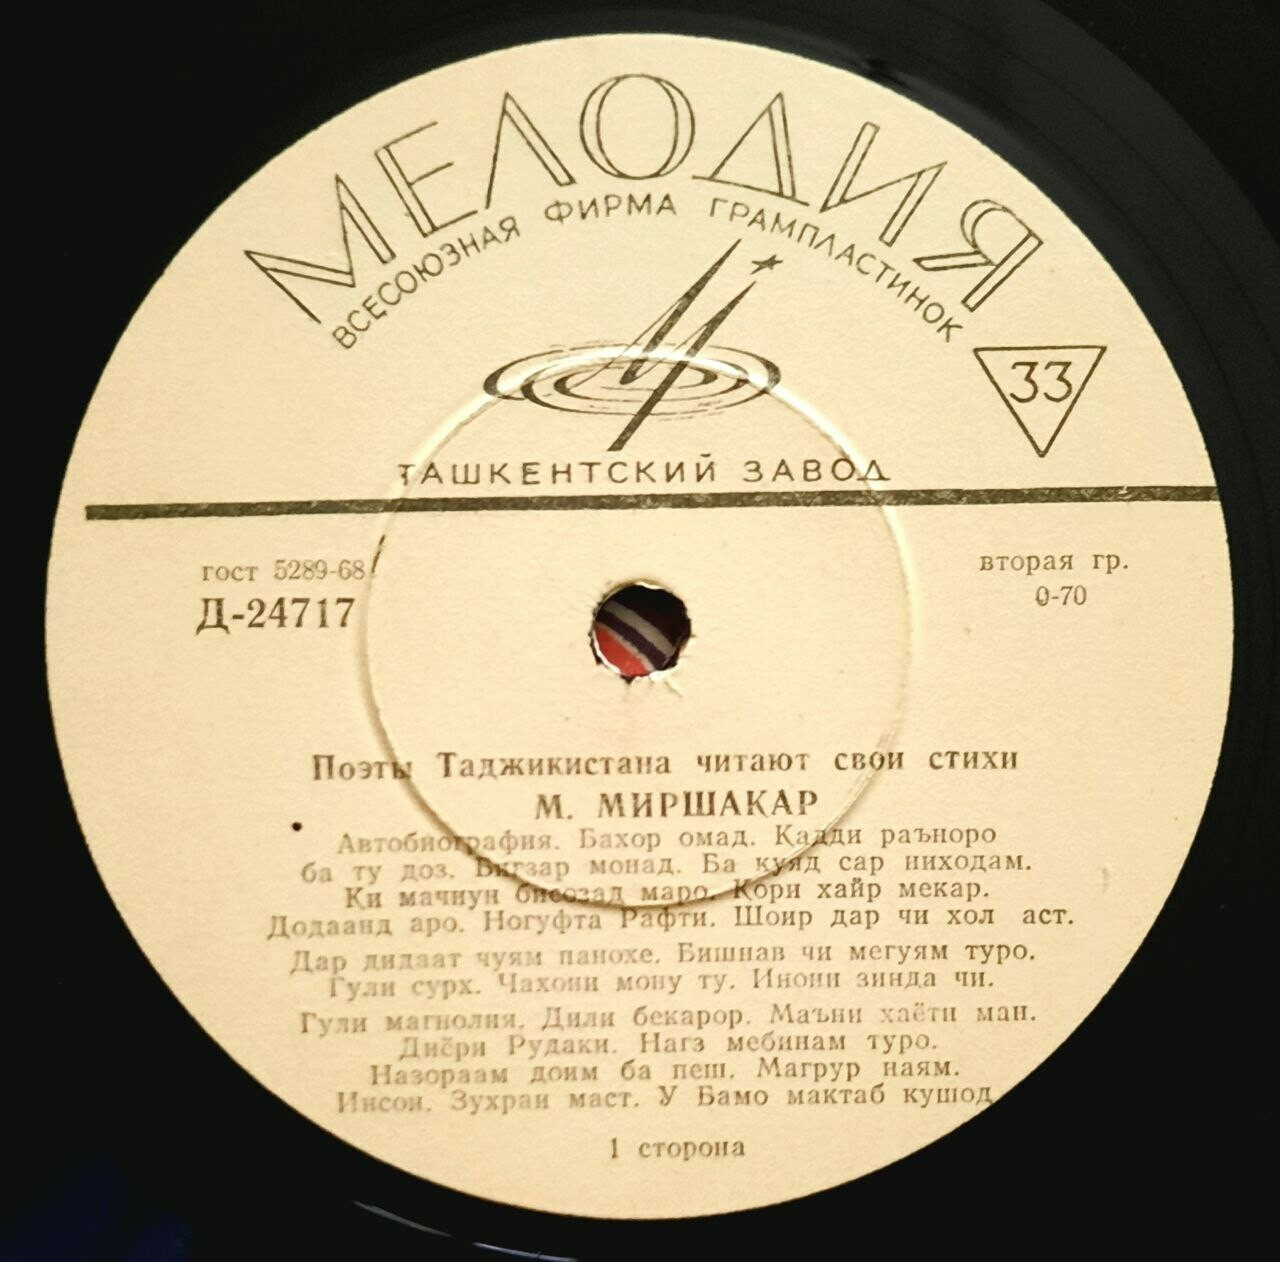 МЕЛОДИЯ
ВСЕСОЮЗНАЯ ФИРМА ГРАМПЛАСТИНОК
33
ТАШКЕНТСКИЙ ЗАВОД
гост 5289-68
Д-24717
вторая гр.
0-70
Поэты Таджикистана читают свои стихи
М. МИРШАКАР
Автобиография. Бахор омад. Кадди раъноро
ба ту доз. Бигзар монад. Ба куяд сар ниходам.
Ки мачнун бисозад маро. Кори хайр мекар.
Додаанд аро. Ногуфта Рафти. Шоир дар чи хол аст.
Дар дидаат чуям панохе. Бишнав чи мегуям туро.
Гули сурх. Чахони мону ту. Инони зинда чи.
Гули магнолия. Дили бекарор. Маъни хаёти ман.
Диёри Рудаки. Нагз мебинам туро.
Назораам доим ба пеш. Магрур наям.
Инсон. Зухраи маст. У Бамо мактаб кушод
1 сторона